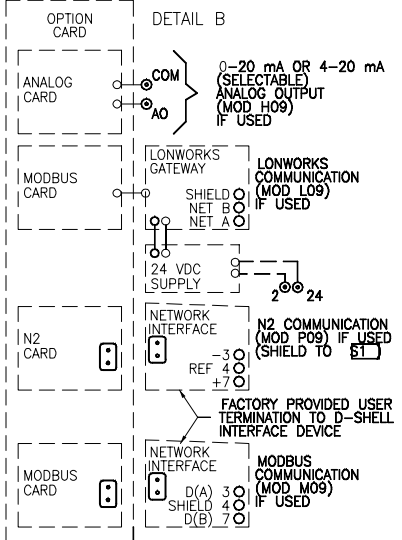 OPTION
CARD
DETAIL B
ANALOG
CARD
COM
AO
0-20 mA OR 4-20 mA
(SELECTABLE)
ANALOG OUTPUT
(MOD H09)
IF USED
MODBUS
CARD
LONWORKS
GATEWAY
SHIELD
NET B
NET A
LONWORKS
COMMUNICATION
(MOD L09)
IF USED
24 VDC
SUPPLY
2 24
N2
CARD
NETWORK
INTERFACE
-3
REF 4
+7
N2 COMMUNICATION
(MOD P09) IF USED
(SHIELD TO S1)
FACTORY PROVIDED USER
TERMINATION TO D-SHELL
INTERFACE DEVICE
MODBUS
CARD
NETWORK
INTERFACE
D(A) 3
SHIELD 4
D(B) 7
MODBUS
COMMUNICATION
(MOD M09)
IF USED